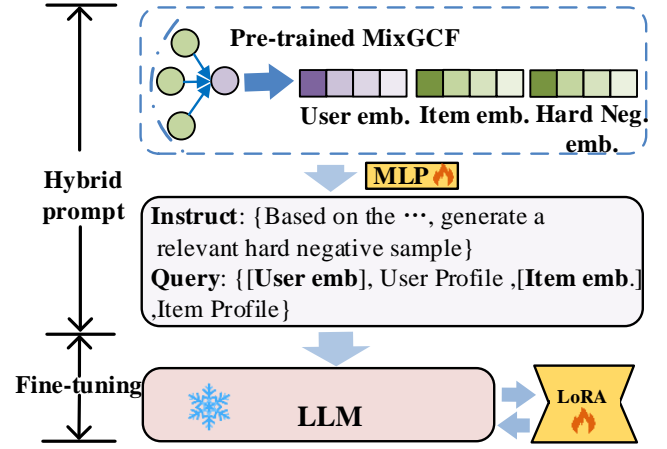 Pre-trained MixGCF
User emb. Item emb. Hard Neg. emb.
MLP
Hybrid prompt
Instruct: {Based on the ⋯, generate a
relevant hard negative sample}
Query: {[User emb], User Profile ,[Item emb.]
,Item Profile}
Fine-tuning
LLM
LoRA